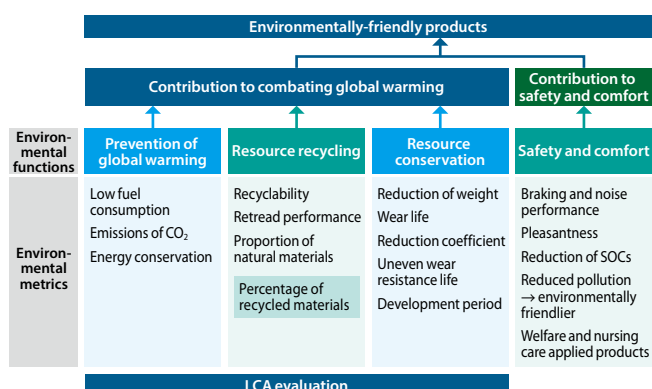 Environmentally-friendly products
Contribution to combating global warming
Contribution to
safety and comfort
Environ-
mental
functions
Prevention of
global warming
Resource recycling
Resource
conservation
Safety and comfort
Environ-
mental
metrics
Low fuel
consumption
Emissions of CO₂
Energy conservation
Recyclability
Retread performance
Proportion of
natural materials
Percentage of
recycled materials
Reduction of weight
Wear life
Reduction coefficient
Uneven wear
resistance life
Development period
Braking and noise
performance
Pleasantness
Reduction of SOCs
Reduced pollution
→ environmentally
friendlier
Welfare and nursing
care applied products
LCA evaluation